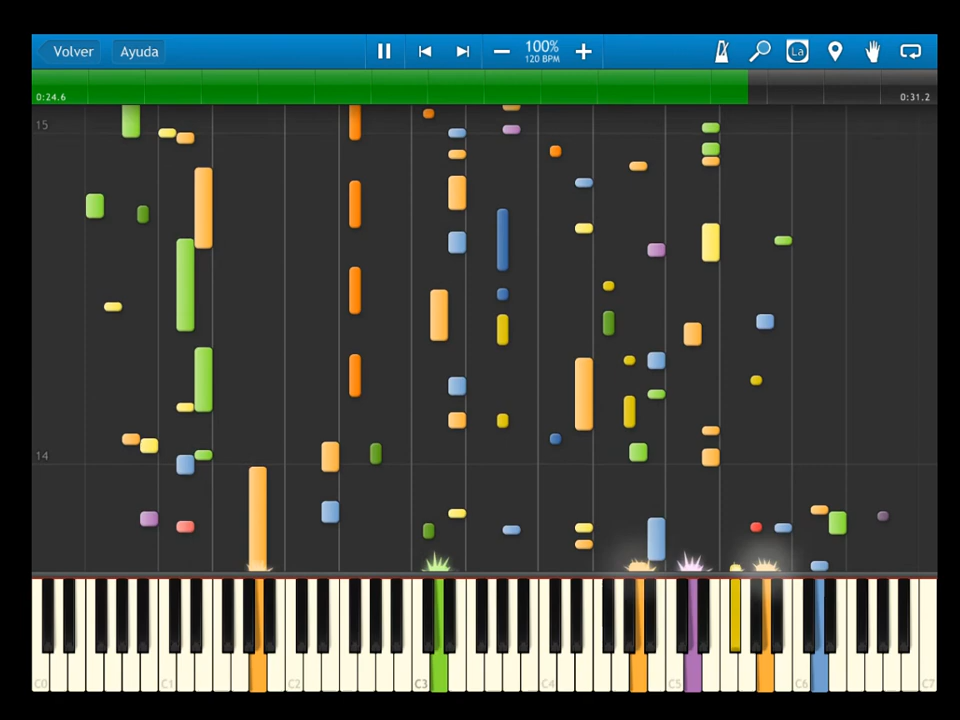 Volver
Ayuda
100%
120 BPM
La
0:24.6
0:31.2
15
14
C0
C1
C2
C3
C4
C5
C6
C7